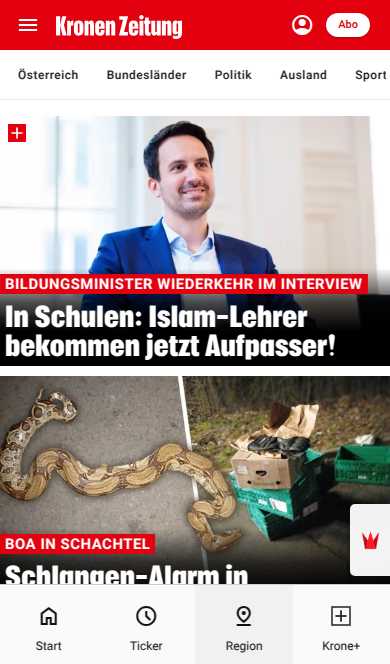 Kronen Zeitung
Abo
Österreich Bundesländer Politik Ausland Sport
BILDUNGSMINISTER WIEDERKEHR IM INTERVIEW
In Schulen: Islam-Lehrer
bekommen jetzt Aufpasser!
BOA IN SCHACHTEL
Schlangen-Alarm in
Start Ticker Region Krone+